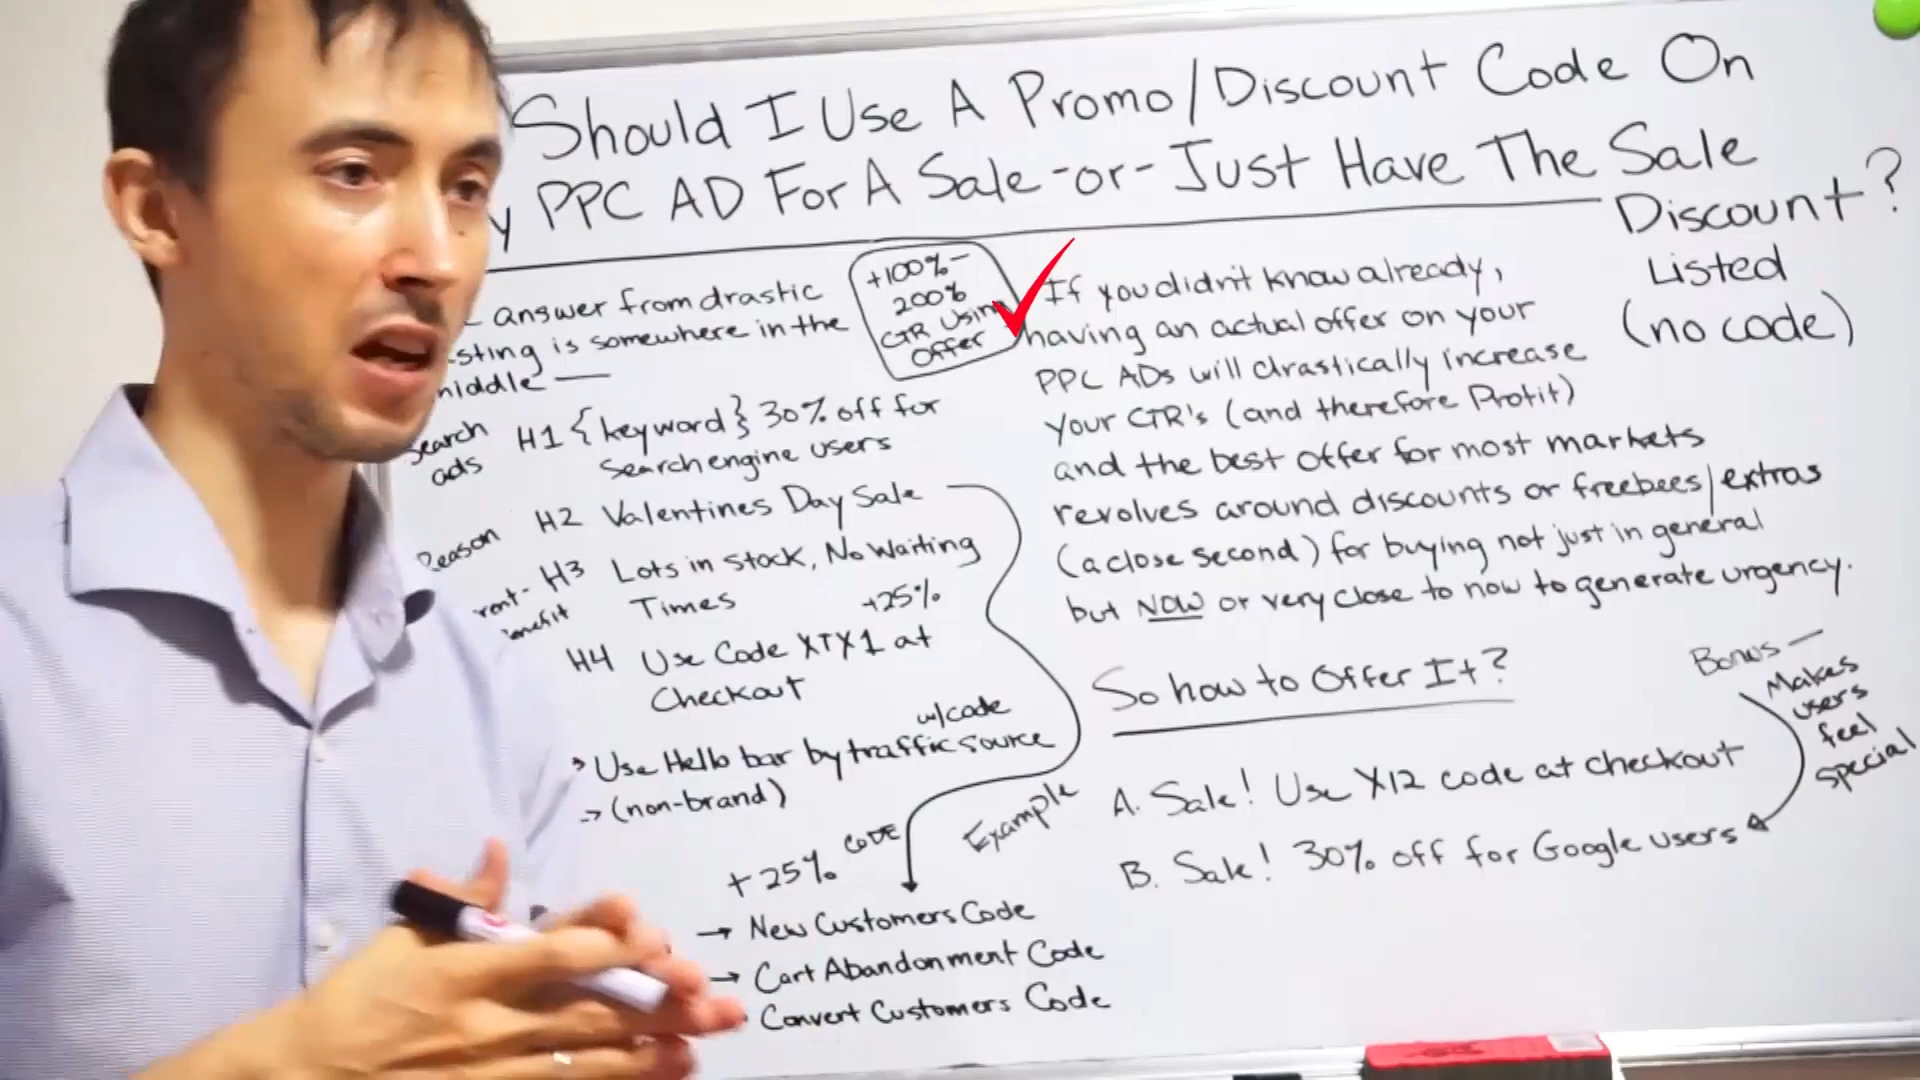 Should I Use A Promo/Discount Code On
y PPC AD For A Sale -or- Just Have The Sale
Discount?
Listed
(no code)
answer from drastic
sting is somewhere in the
middle —
+100%-
200%
CTR Using
Offer
If you didn't know already,
having an actual offer on your
PPC ADs will drastically increase
your CTR's (and therefore Profit)
and the best offer for most markets
revolves around discounts or freebees/extras
(a close second) for buying not just in general
but NOW or very close to now to generate urgency.
Search
ads
H1 {keyword} 30% off for
Search engine users
Reason
H2 Valentines Day Sale
H3 Lots in stock, No Waiting
Times
+25%
H4 Use Code XTX1 at
Checkout
w/code
Use Hello bar by traffic source
-> (non-brand)
+25% CODE
Example
→ New Customers Code
→ Cart Abandonment Code
Convert Customers Code
So how to Offer It?
A. Sale! Use X12 code at checkout
B. Sale! 30% off for Google users
Bonus —
Makes
users
feel
special